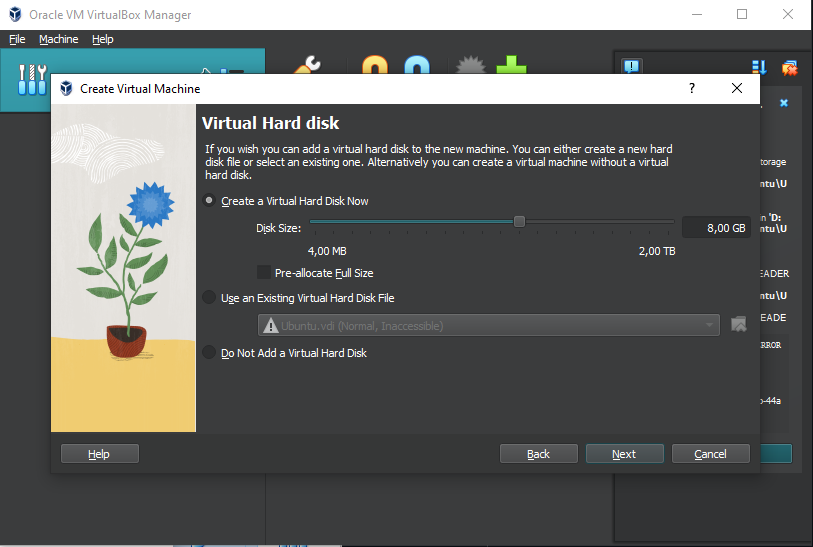 Oracle VM VirtualBox Manager
File Machine Help
Create Virtual Machine
?
Virtual Hard disk
If you wish you can add a virtual hard disk to the new machine. You can either create a new hard
disk file or select an existing one. Alternatively you can create a virtual machine without a virtual
hard disk.
Create a Virtual Hard Disk Now
Disk Size:
8,00 GB
4,00 MB
2,00 TB
Pre-allocate Full Size
Use an Existing Virtual Hard Disk File
Ubuntu.vdi (Normal, Inaccessible)
Do Not Add a Virtual Hard Disk
Help
Back
Next
Cancel
torage
ntu\U
n 'D:
ntu\U
EADER
ntu\U
EADE
RROR
-44a